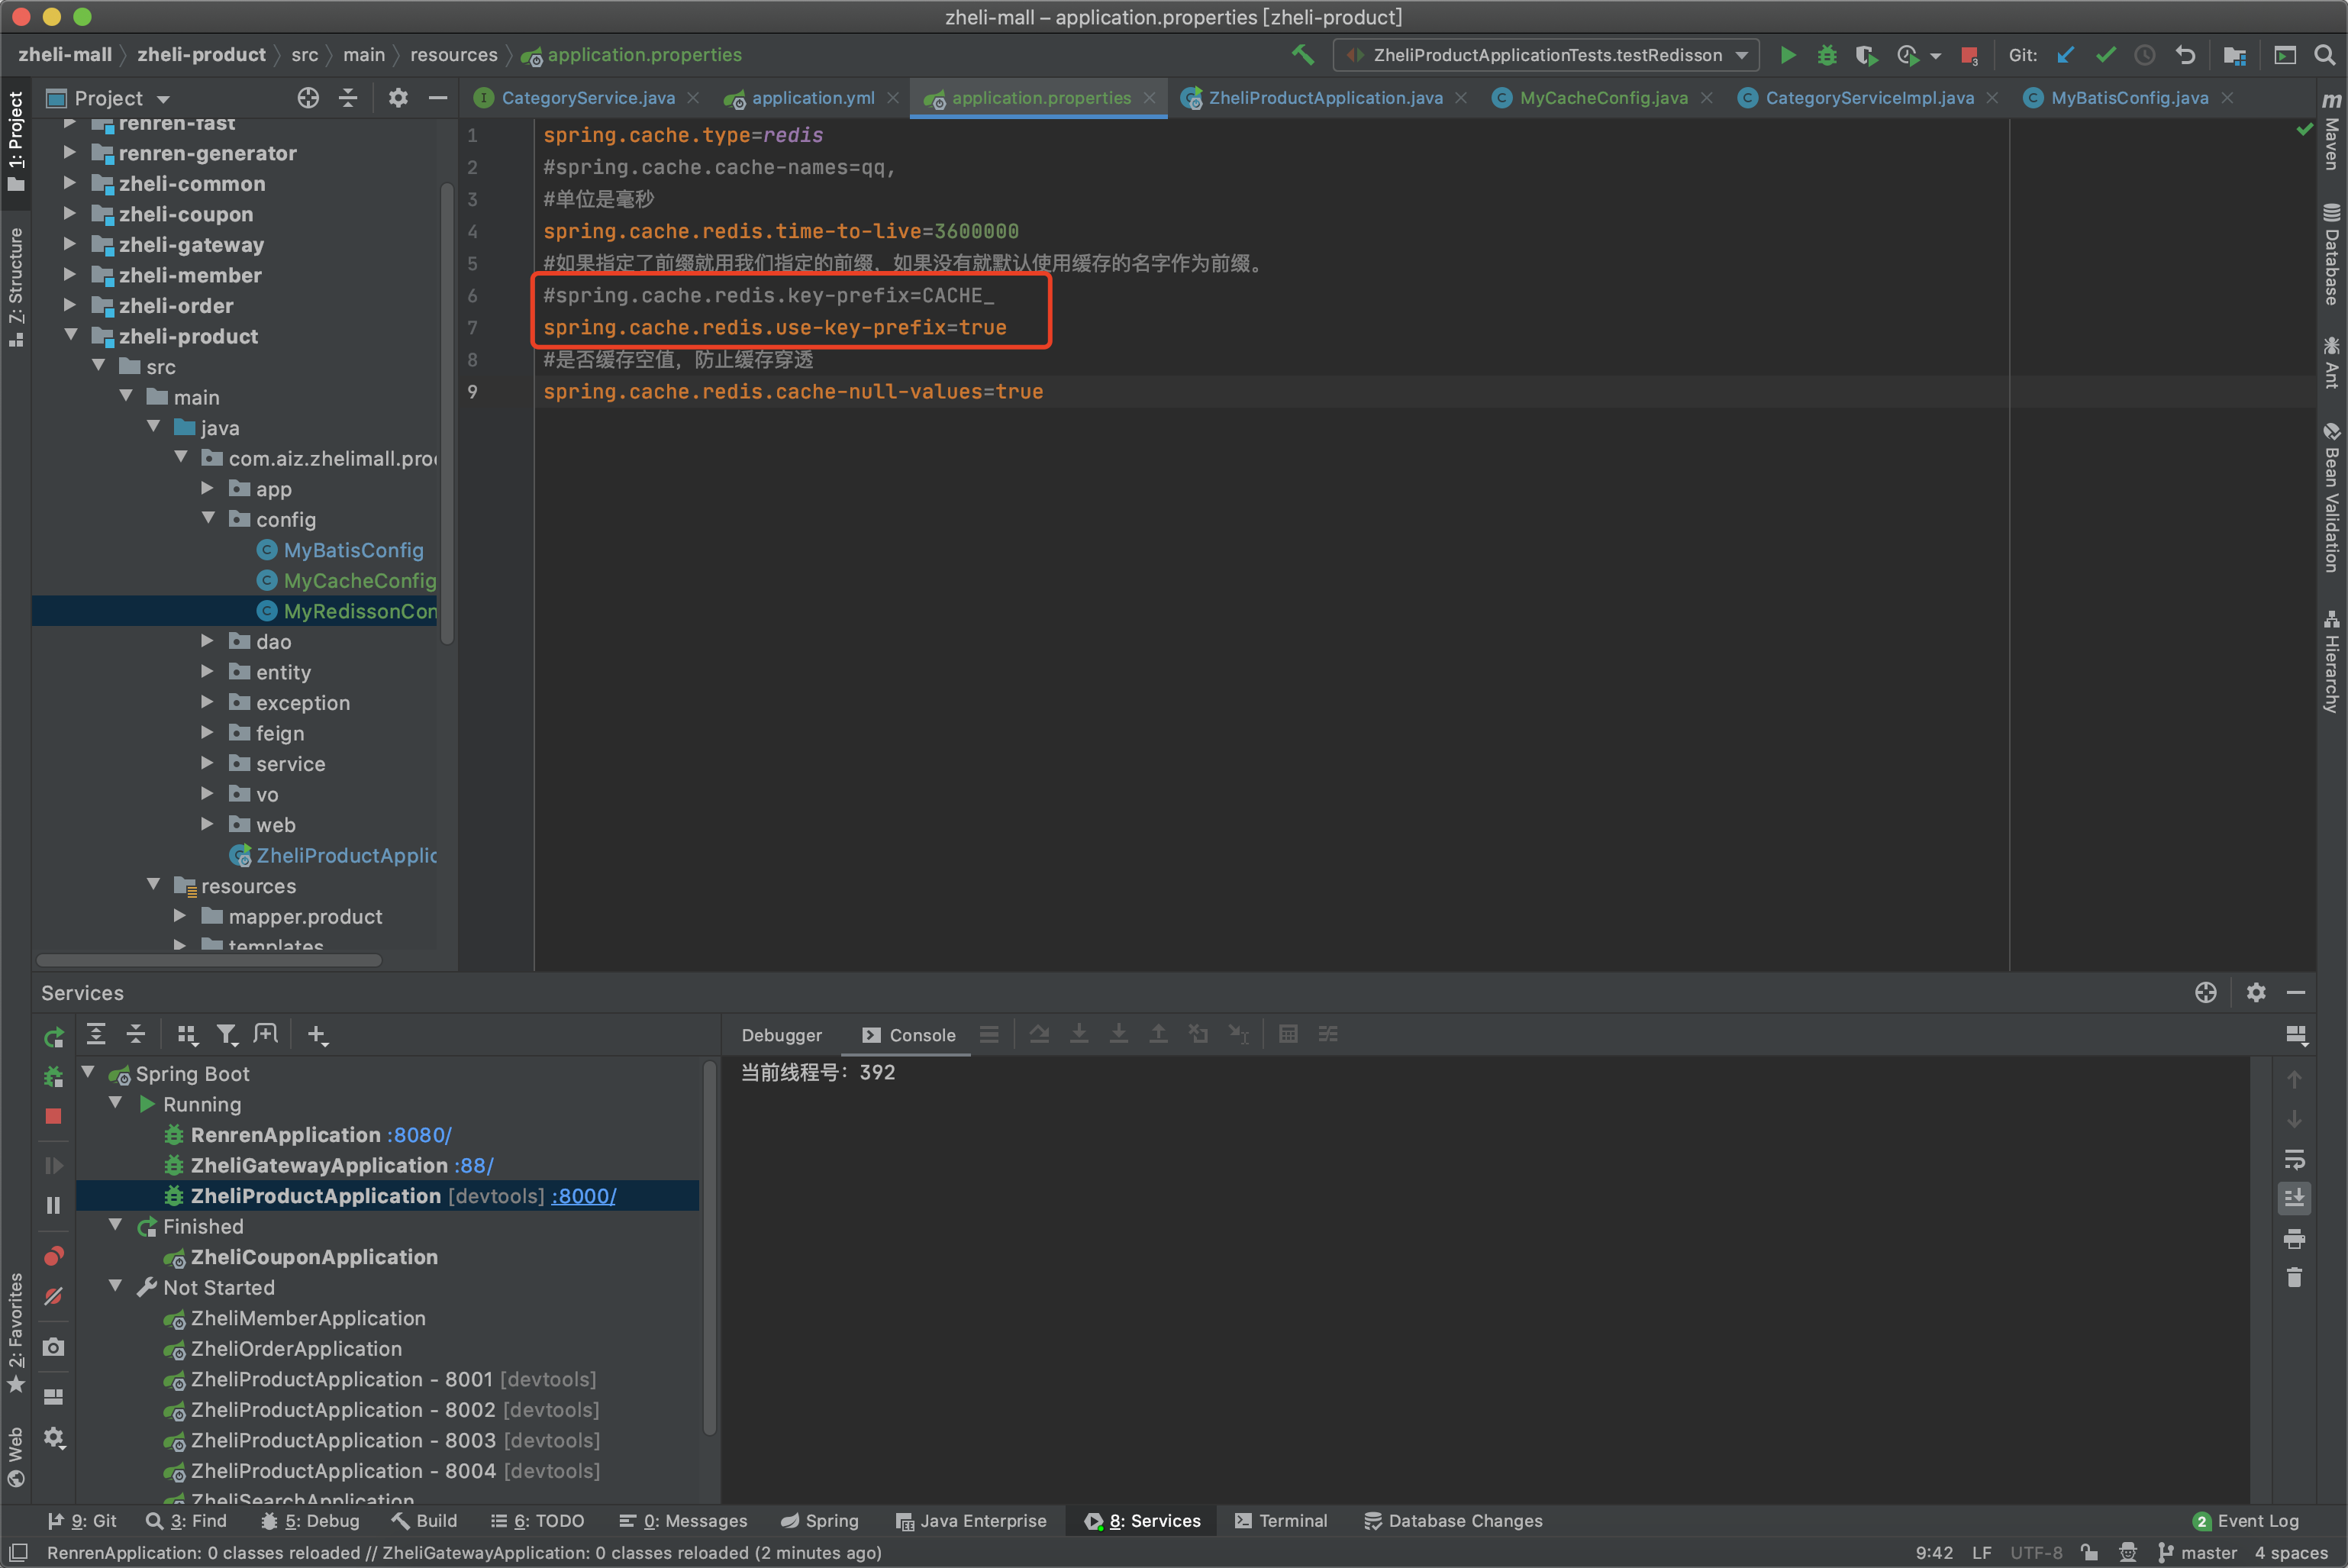 zheli-mall – application.properties [zheli-product]
zheli-mall zheli-product src main resources application.properties
ZheliProductApplicationTests.testRedisson
Git:
1: Project
Project
CategoryService.java
application.yml
application.properties
ZheliProductApplication.java
MyCacheConfig.java
CategoryServiceImpl.java
MyBatisConfig.java
renren-fast
renren-generator
zheli-common
zheli-coupon
zheli-gateway
zheli-member
zheli-order
zheli-product
src
main
java
com.aiz.zhelimall.pro
app
config
MyBatisConfig
MyCacheConfig
MyRedissonCon
dao
entity
exception
feign
service
vo
web
ZheliProductApplic
resources
mapper.product
templates
1 spring.cache.type=redis
2 #spring.cache.cache-names=qq,
3 #单位是毫秒
4 spring.cache.redis.time-to-live=3600000
5 #如果指定了前缀就用我们指定的前缀，如果没有就默认使用缓存的名字作为前缀。
6 #spring.cache.redis.key-prefix=CACHE_
7 spring.cache.redis.use-key-prefix=true
8 #是否缓存空值，防止缓存穿透
9 spring.cache.redis.cache-null-values=true
Z: Structure
2: Favorites
Web
Maven
Database
Ant
Bean Validation
Hierarchy
Services
Debugger
Console
Spring Boot
Running
RenrenApplication :8080/
ZheliGatewayApplication :88/
ZheliProductApplication [devtools] :8000/
Finished
ZheliCouponApplication
Not Started
ZheliMemberApplication
ZheliOrderApplication
ZheliProductApplication - 8001 [devtools]
ZheliProductApplication - 8002 [devtools]
ZheliProductApplication - 8003 [devtools]
ZheliProductApplication - 8004 [devtools]
ZheliSearchApplication
当前线程号：392
9: Git
3: Find
5: Debug
Build
6: TODO
0: Messages
Spring
Java Enterprise
8: Services
Terminal
Database Changes
2 Event Log
RenrenApplication: 0 classes reloaded // ZheliGatewayApplication: 0 classes reloaded (2 minutes ago)
9:42 LF UTF-8 master 4 spaces